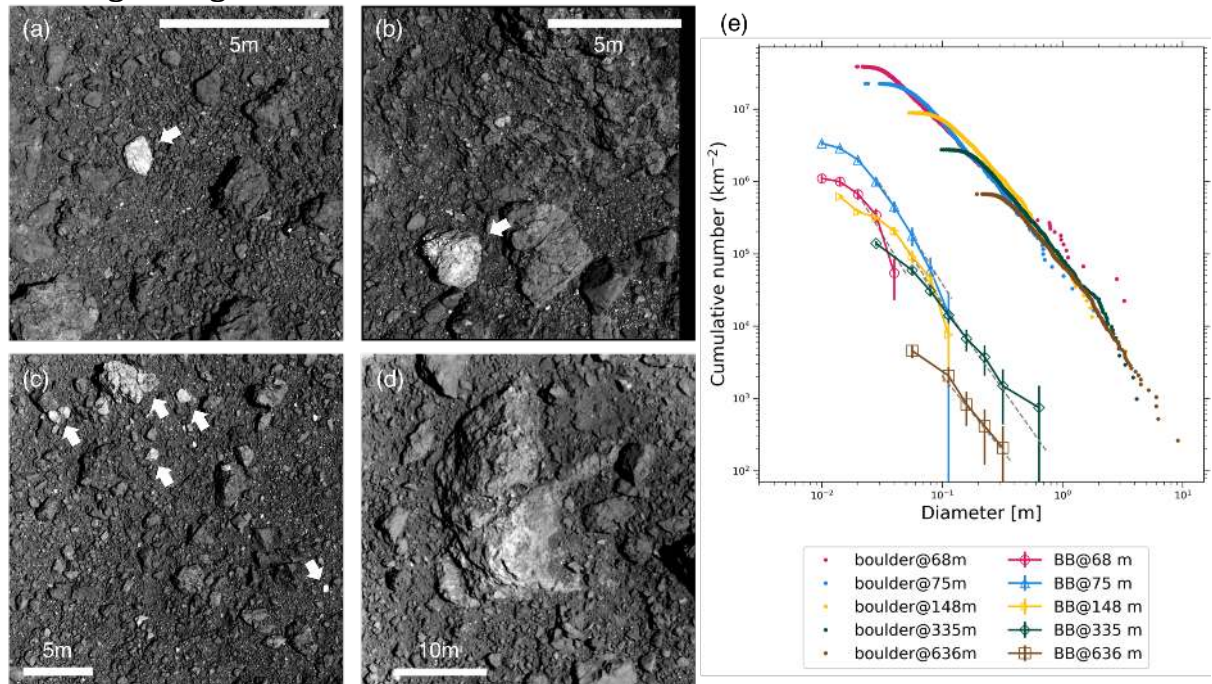 (a)
5m
(b)
5m
(c)
5m
(d)
10m
(e)
Cumulative number (km⁻²)
10⁷
10⁶
10⁵
10⁴
10³
10²
10⁻²
10⁻¹
10⁰
10¹
Diameter [m]
boulder@68m
boulder@75m
boulder@148m
boulder@335m
boulder@636m
BB@68 m
BB@75 m
BB@148 m
BB@335 m
BB@636 m